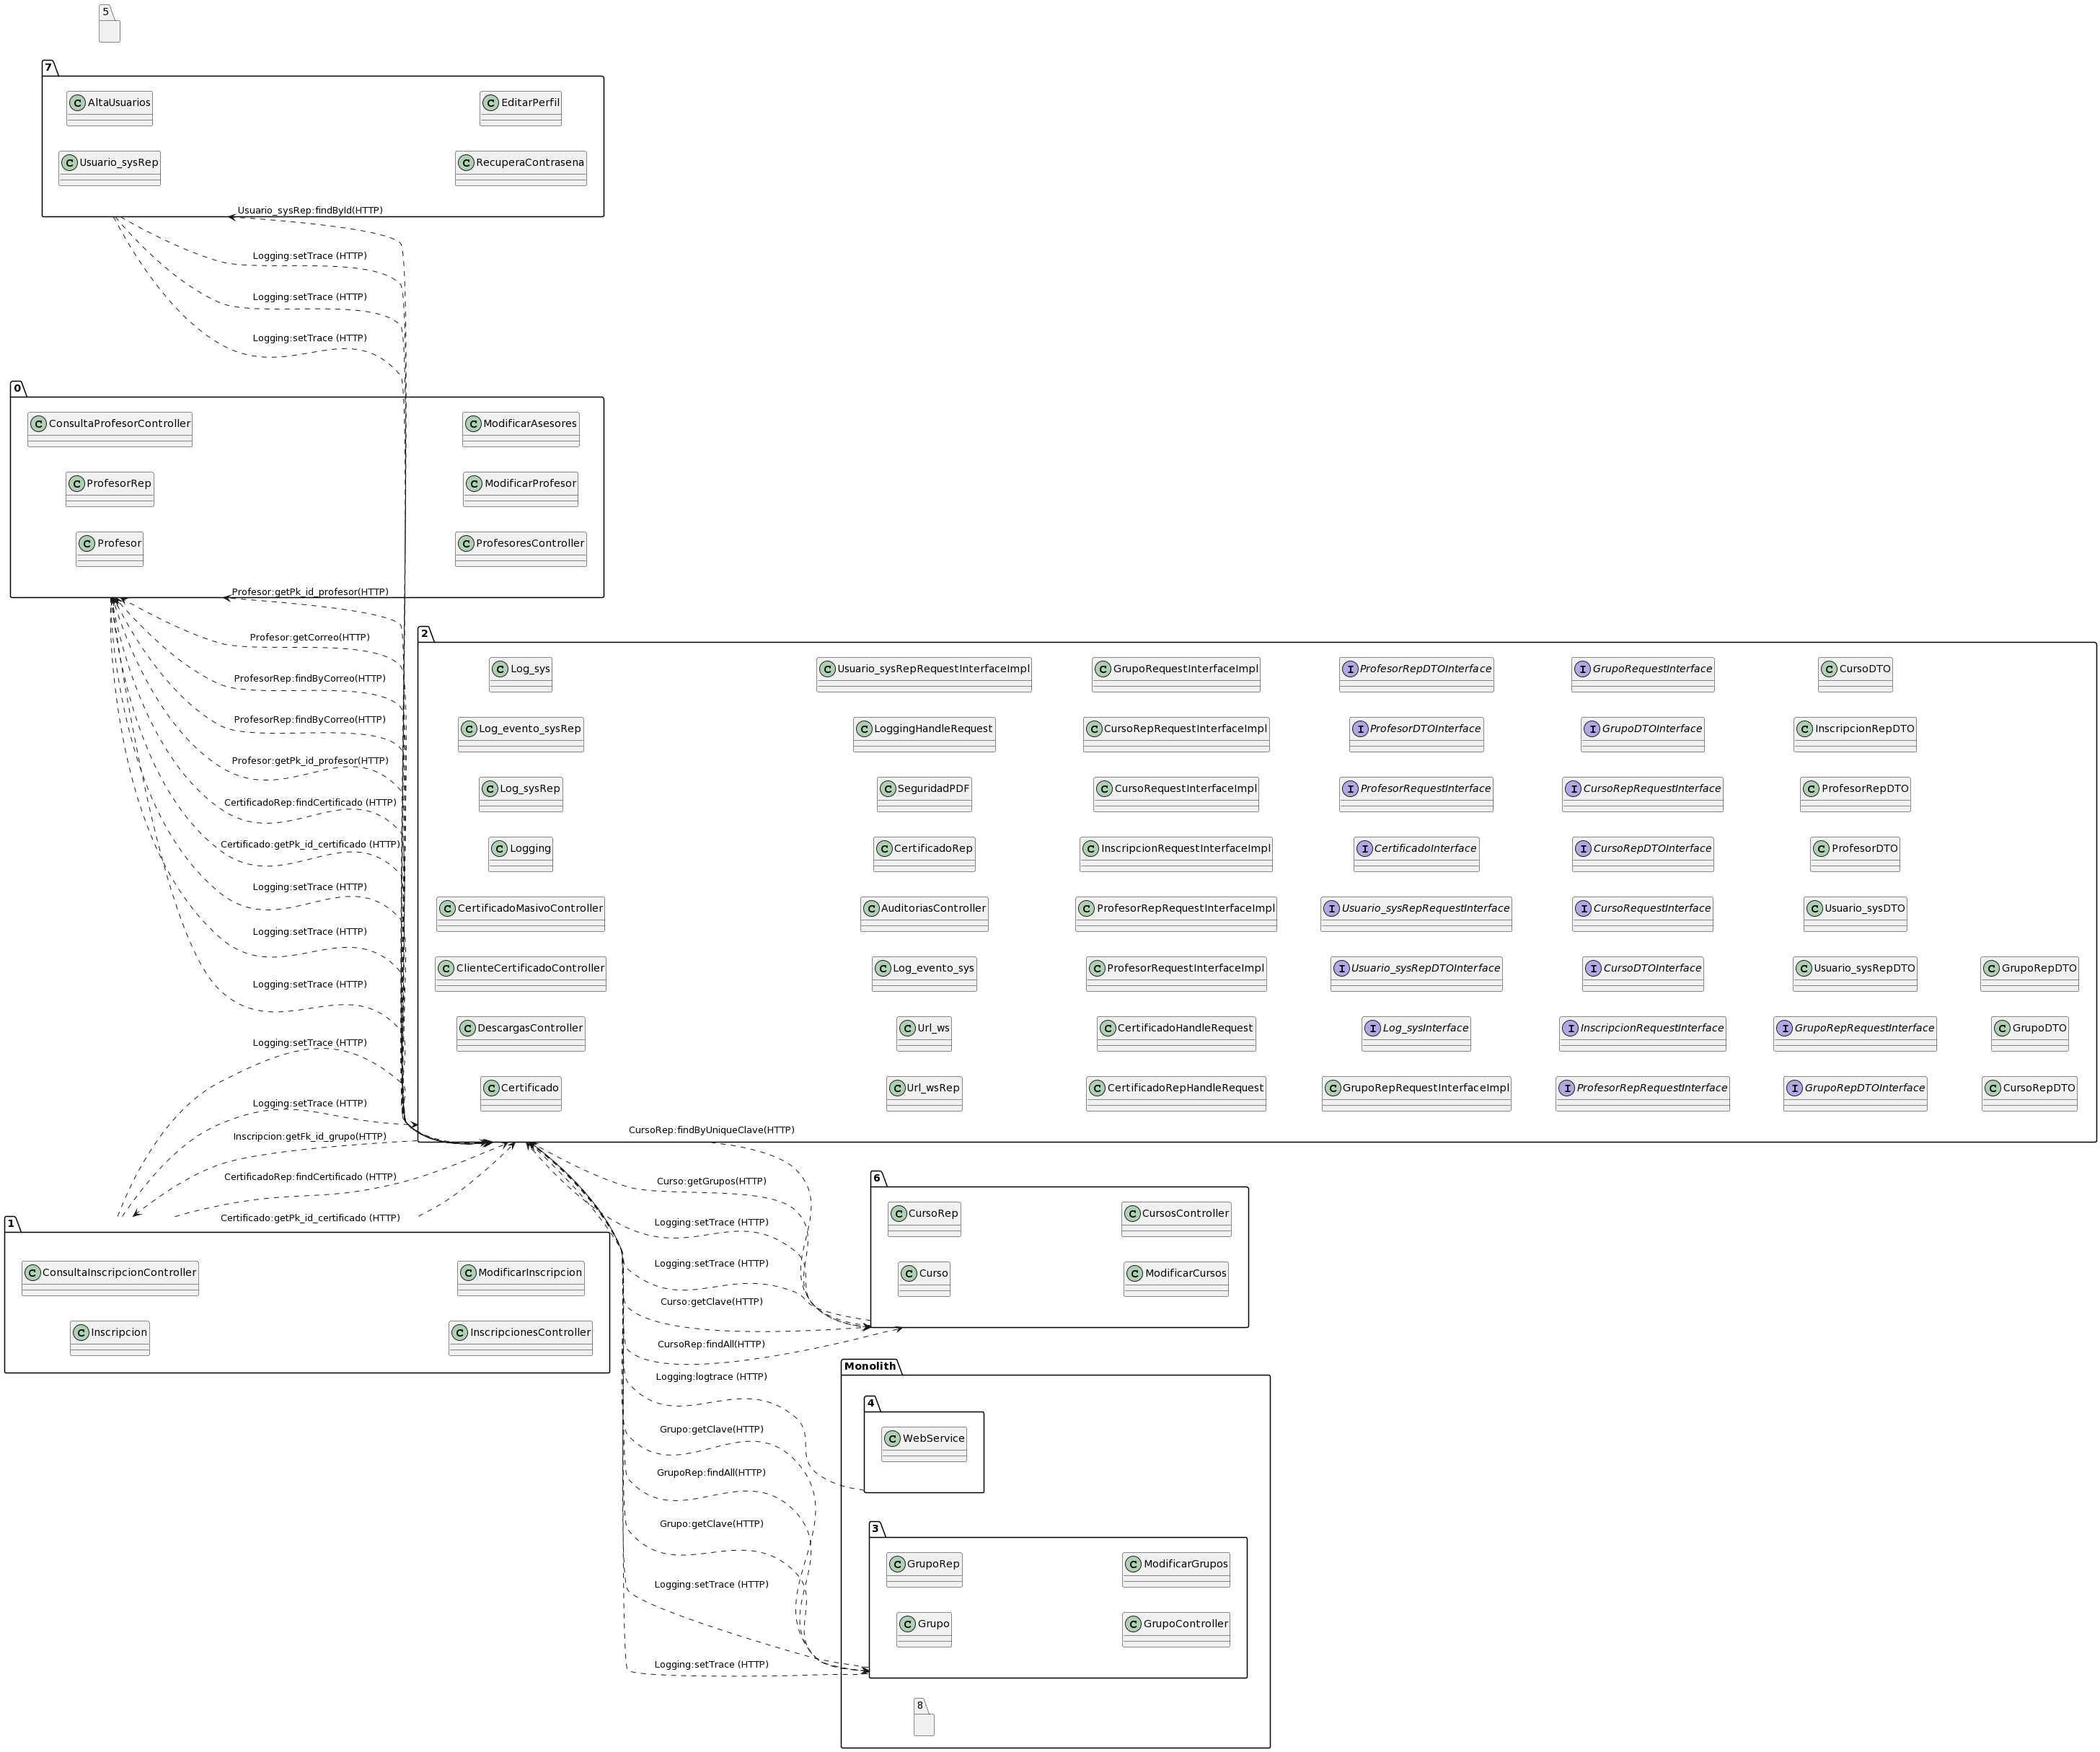 5
7
C AltaUsuarios
C EditarPerfil
C Usuario_sysRep
C RecuperaContrasena
Usuario_sysRep:findById(HTTP)
Logging:setTrace (HTTP)
Logging:setTrace (HTTP)
Logging:setTrace (HTTP)
0
C ConsultaProfesorController
C ModificarAsesores
C ProfesorRep
C ModificarProfesor
C Profesor
C ProfesoresController
Profesor:getPk_id_profesor(HTTP)
Profesor:getCorreo(HTTP)
ProfesorRep:findByCorreo(HTTP)
ProfesorRep:findByCorreo(HTTP)
Profesor:getPk_id_profesor(HTTP)
CertificadoRep:findCertificado (HTTP)
Certificado:getPk_id_certificado (HTTP)
Logging:setTrace (HTTP)
Logging:setTrace (HTTP)
Logging:setTrace (HTTP)
Logging:setTrace (HTTP)
Logging:setTrace (HTTP)
Inscripcion:getFk_id_grupo(HTTP)
CertificadoRep:findCertificado (HTTP)
Certificado:getPk_id_certificado (HTTP)
2
C Log_sys
C Usuario_sysRepRequestInterfaceImpl
C GrupoRequestInterfaceImpl
I ProfesorRepDTOInterface
I GrupoRequestInterface
C CursoDTO
C Log_evento_sysRep
C LoggingHandleRequest
C CursoRepRequestInterfaceImpl
I ProfesorDTOInterface
I GrupoDTOInterface
C InscripcionRepDTO
C Log_sysRep
C SeguridadPDF
C CursoRequestInterfaceImpl
I ProfesorRequestInterface
I CursoRepRequestInterface
C ProfesorRepDTO
C Logging
C CertificadoRep
C InscripcionRequestInterfaceImpl
I CertificadoInterface
I CursoRepDTOInterface
C ProfesorDTO
C CertificadoMasivoController
C AuditoriasController
C ProfesorRepRequestInterfaceImpl
I Usuario_sysRepRequestInterface
I CursoRequestInterface
C Usuario_sysDTO
C ClienteCertificadoController
C Log_evento_sys
C ProfesorRequestInterfaceImpl
I Usuario_sysRepDTOInterface
I CursoDTOInterface
C Usuario_sysRepDTO
C GrupoRepDTO
C DescargasController
C Url_ws
C CertificadoHandleRequest
I Log_sysInterface
I InscripcionRequestInterface
I GrupoRepRequestInterface
C GrupoDTO
C Certificado
C Url_wsRep
C CertificadoRepHandleRequest
C GrupoRepRequestInterfaceImpl
I ProfesorRepRequestInterface
I GrupoRepDTOInterface
C CursoRepDTO
CursoRep:findByUniqueClave(HTTP)
Curso:getGrupos(HTTP)
Logging:setTrace (HTTP)
Logging:setTrace (HTTP)
Curso:getClave(HTTP)
CursoRep:findAll(HTTP)
Logging:logtrace (HTTP)
Grupo:getClave(HTTP)
GrupoRep:findAll(HTTP)
Grupo:getClave(HTTP)
Logging:setTrace (HTTP)
Logging:setTrace (HTTP)
1
C ConsultaInscripcionController
C ModificarInscripcion
C Inscripcion
C InscripcionesController
6
C CursoRep
C CursosController
C Curso
C ModificarCursos
Monolith
4
C WebService
3
C GrupoRep
C ModificarGrupos
C Grupo
C GrupoController
8